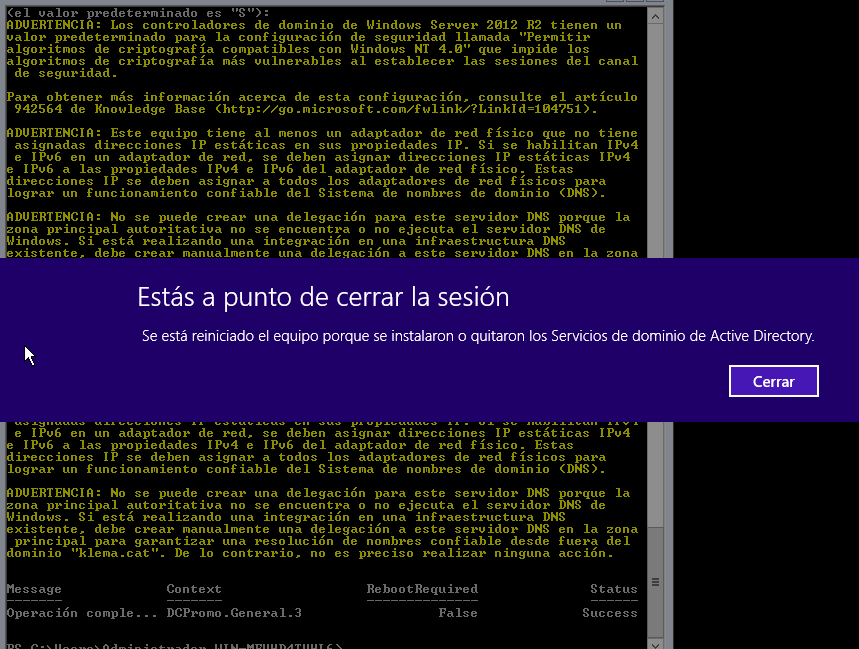 (el valor predeterminado es "S"):
ADVERTENCIA: Los controladores de dominio de Windows Server 2012 R2 tienen un
valor predeterminado para la configuración de seguridad llamada "Permitir
algoritmos de criptografía compatibles con Windows NT 4.0" que impide los
algoritmos de criptografía más vulnerables al establecer las sesiones del canal
de seguridad.
Para obtener más información acerca de esta configuración, consulte el artículo
942564 de Knowledge Base (http://go.microsoft.com/fwlink/?LinkId=104751).
ADVERTENCIA: Este equipo tiene al menos un adaptador de red físico que no tiene
asignadas direcciones IP estáticas en sus propiedades IP. Si se habilitan IPv4
e IPv6 en un adaptador de red, se deben asignar direcciones IP estáticas IPv4
e IPv6 a las propiedades IPv4 e IPv6 del adaptador de red físico. Estas
direcciones IP se deben asignar a todos los adaptadores de red físicos para
lograr un funcionamiento confiable del Sistema de nombres de dominio (DNS).
ADVERTENCIA: No se puede crear una delegación para este servidor DNS porque la
zona principal autoritativa no se encuentra o no ejecuta el servidor DNS de
Windows. Si está realizando una integración en una infraestructura DNS
existente, debe crear manualmente una delegación a este servidor DNS en la zona
Estás a punto de cerrar la sesión
Se está reiniciado el equipo porque se instalaron o quitaron los Servicios de dominio de Active Directory.
Cerrar
asignadas direcciones IP estáticas en sus propiedades IP. Si se habilitan IPv4
e IPv6 en un adaptador de red, se deben asignar direcciones IP estáticas IPv4
e IPv6 a las propiedades IPv4 e IPv6 del adaptador de red físico. Estas
direcciones IP se deben asignar a todos los adaptadores de red físicos para
lograr un funcionamiento confiable del Sistema de nombres de dominio (DNS).
ADVERTENCIA: No se puede crear una delegación para este servidor DNS porque la
zona principal autoritativa no se encuentra o no ejecuta el servidor DNS de
Windows. Si está realizando una integración en una infraestructura DNS
existente, debe crear manualmente una delegación a este servidor DNS en la zona
principal para garantizar una resolución de nombres confiable desde fuera del
dominio "klema.cat". De lo contrario, no es preciso realizar ninguna acción.
Message Context RebootRequired Status
Operación comple... DCPromo.General.3 False Success